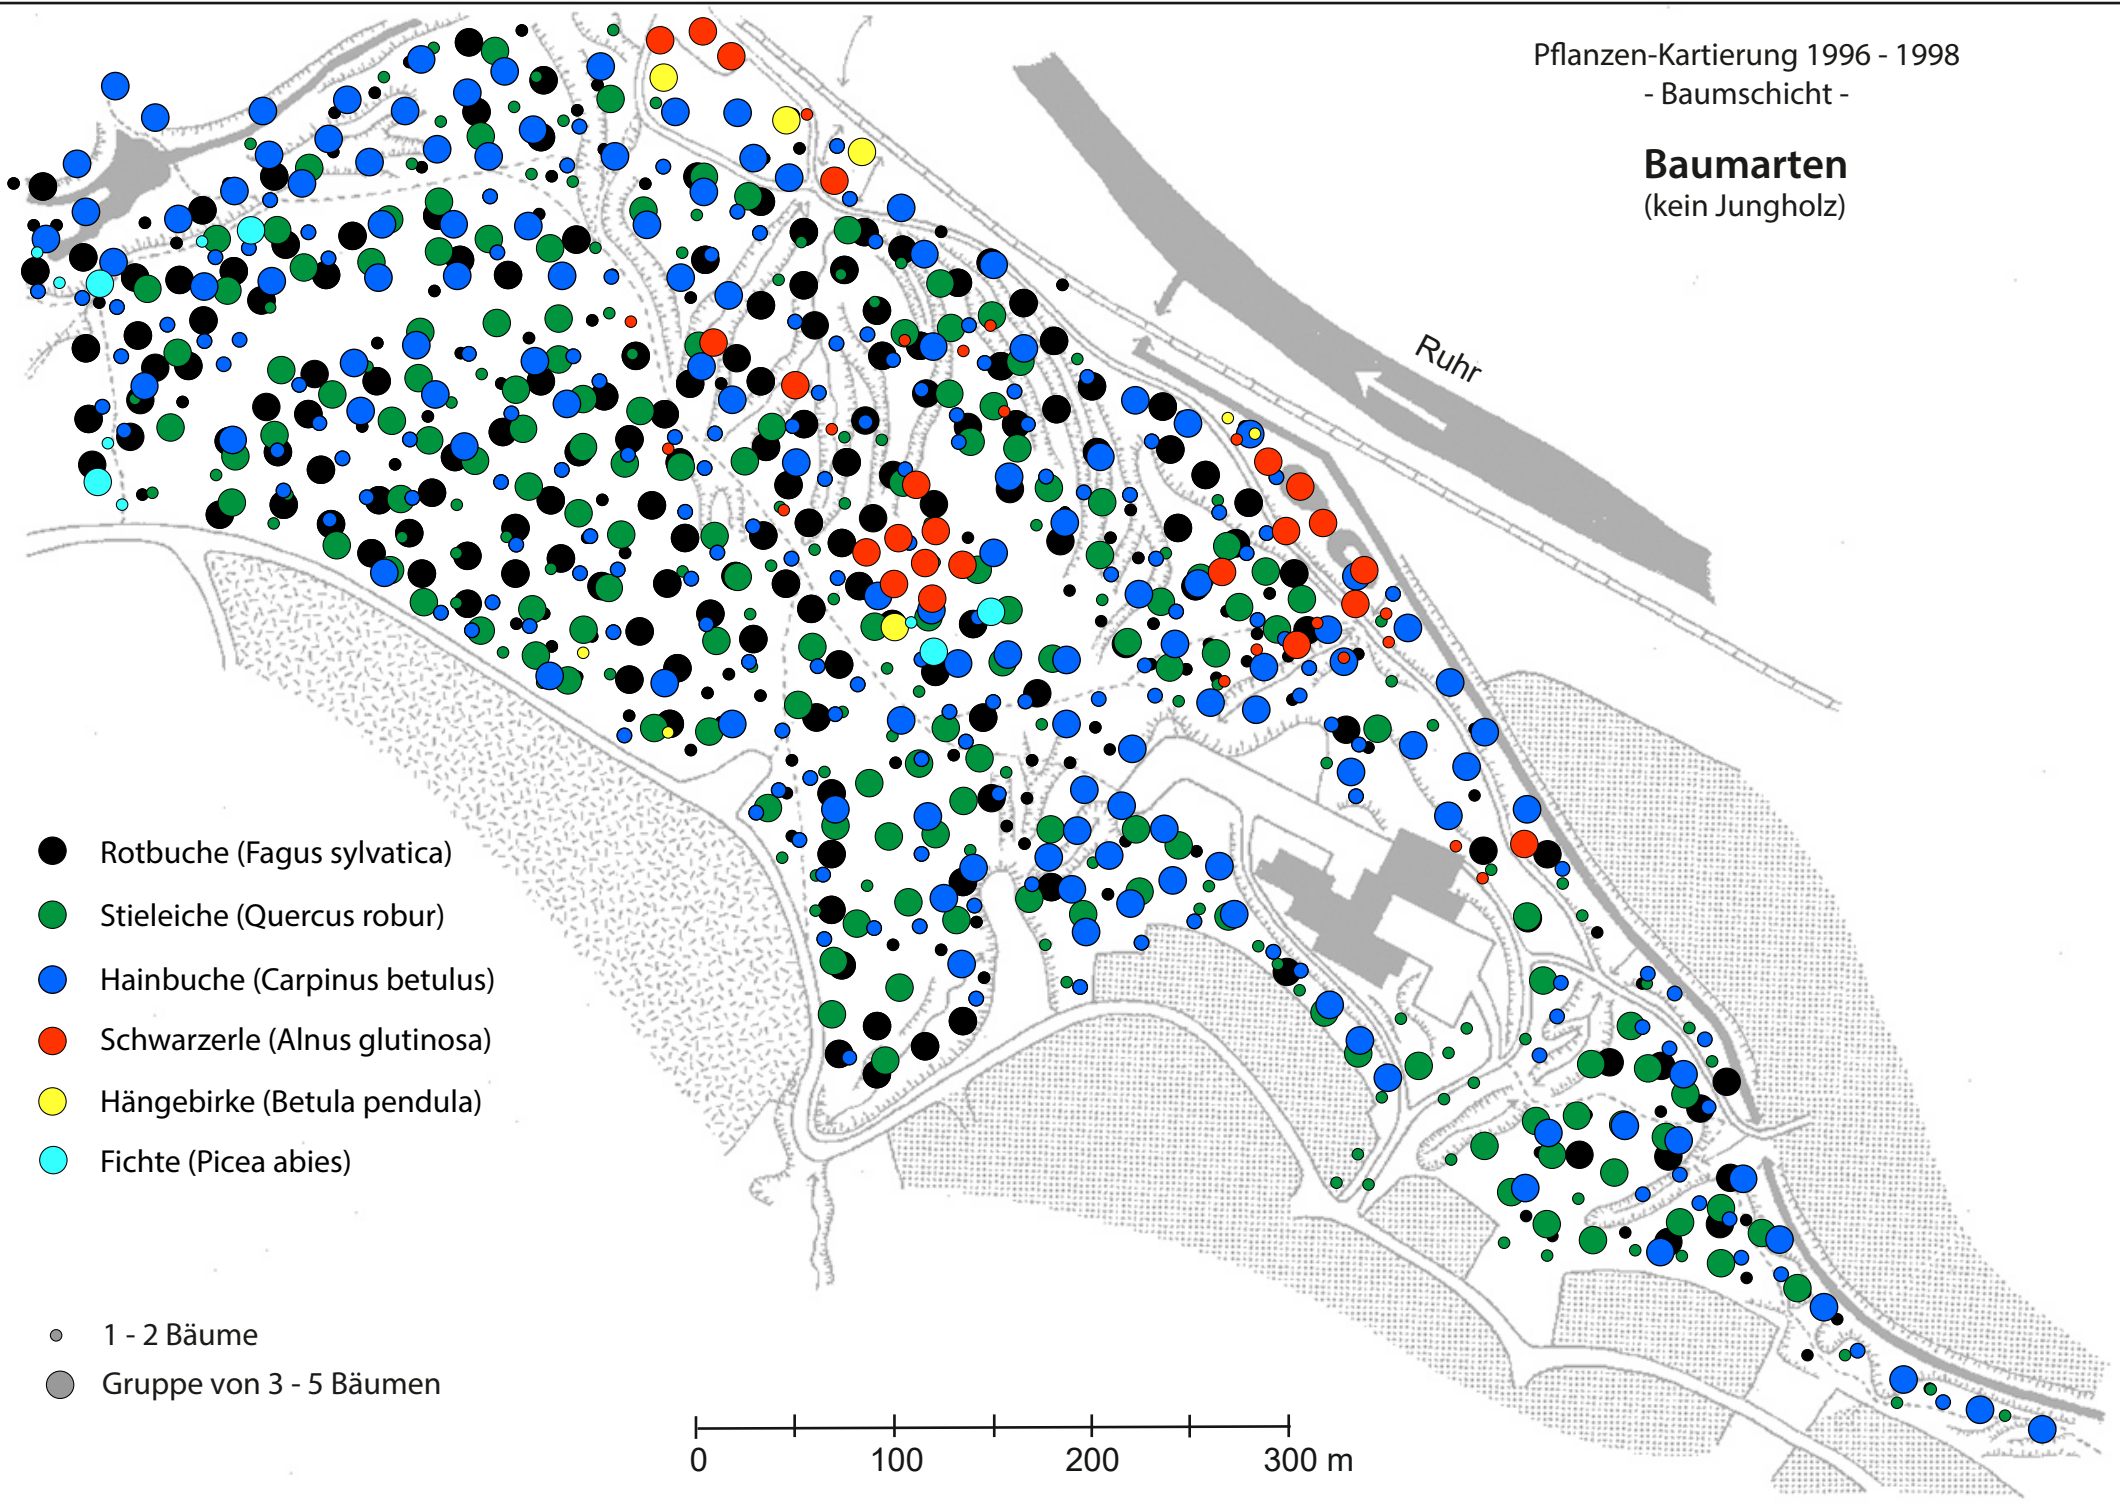 Pflanzen-Kartierung 1996 - 1998
- Baumschicht -
Baumarten
(kein Jungholz)
Ruhr
Rotbuche (Fagus sylvatica)
Stieleiche (Quercus robur)
Hainbuche (Carpinus betulus)
Schwarzerle (Alnus glutinosa)
Hängebirke (Betula pendula)
Fichte (Picea abies)
1 - 2 Bäume
Gruppe von 3 - 5 Bäumen
0 100 200 300 m